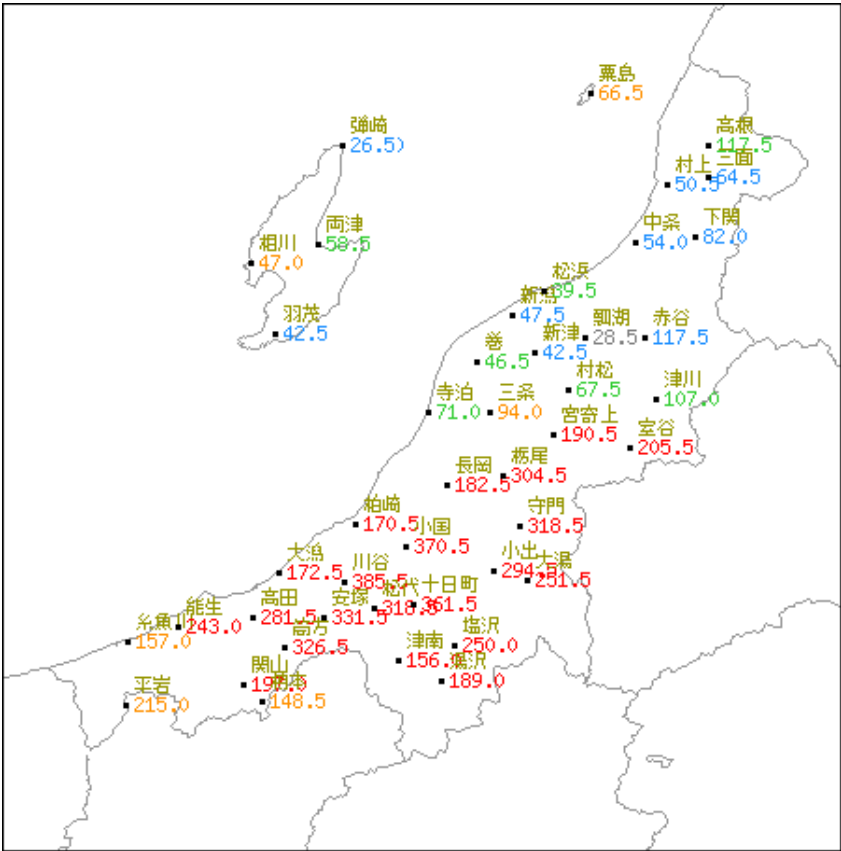 粟島
66.5
弾崎
26.5)
高根
117.5
三面
64.5
村上
50.5
下関
82.0
中条
54.0
両津
58.5
相川
47.0
松浜
39.5
新潟
47.5
羽茂
42.5
瓢湖
28.5
赤谷
117.5
新津
42.5
巻
46.5
村松
67.5
津川
107.0
寺泊
71.0
三条
94.0
宮寄上
190.5
室谷
205.5
栃尾
304.5
長岡
182.5
柏崎
170.5
守門
318.5
小国
370.5
小出
294.5
大湯
251.5
大潟
172.5
川谷
385.5
松代
318.5
十日町
361.5
能生
243.0
高田
281.5
安塚
331.5
糸魚川
157.0
326.5
塩沢
250.0
津南
156.0
湯沢
189.0
関山
平岩
215.0
148.5